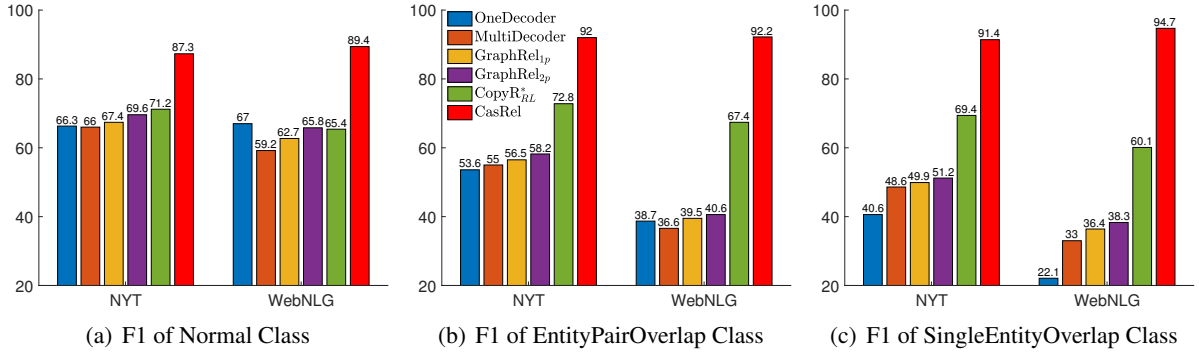 100
80
60
40
20
66.3 66 67.4 69.6 71.2 87.3
67 59.2 62.7 65.8 65.4 89.4
NYT WebNLG
(a) F1 of Normal Class
100
80
60
40
20
OneDecoder
MultiDecoder
GraphRel1p
GraphRel2p
CopyR*RL
CasRel
53.6 55 56.5 58.2 72.8 92
38.7 36.6 39.5 40.6 67.4 92.2
NYT WebNLG
(b) F1 of EntityPairOverlap Class
100
80
60
40
20
40.6 48.6 49.9 51.2 69.4 91.4
22.1 33 36.4 38.3 60.1 94.7
NYT WebNLG
(c) F1 of SingleEntityOverlap Class